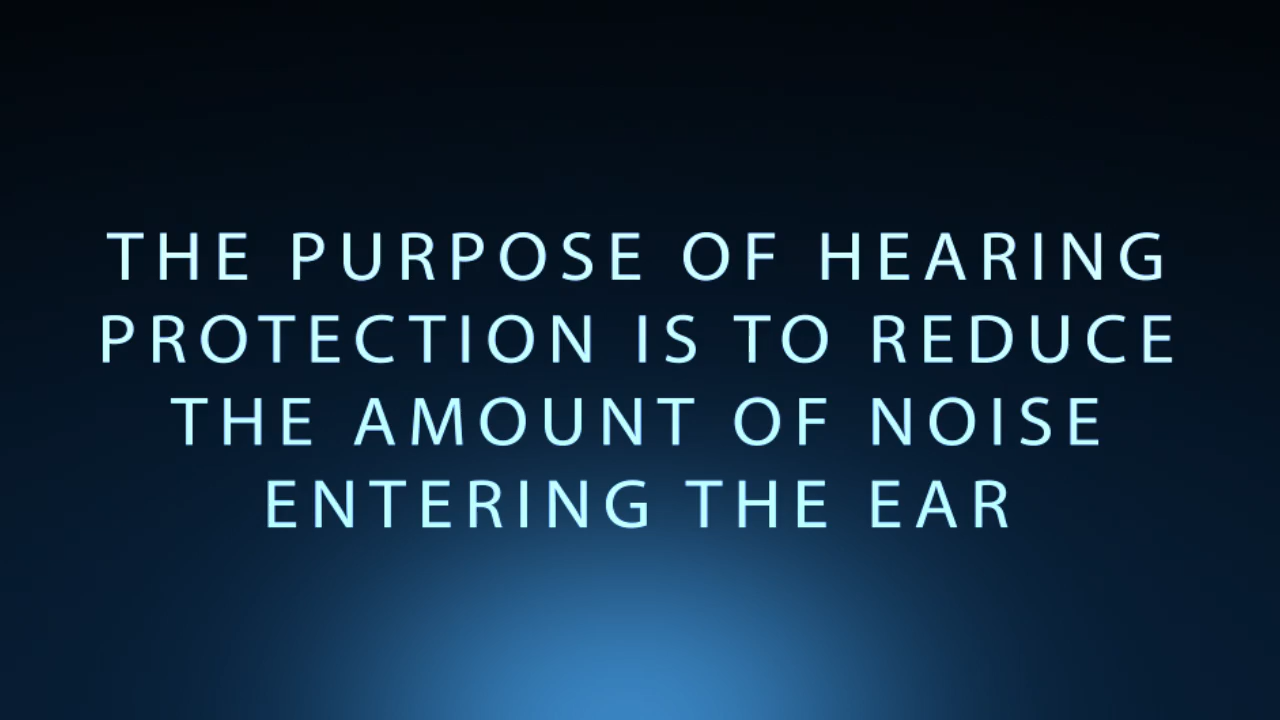 THE PURPOSE OF HEARING
PROTECTION IS TO REDUCE
THE AMOUNT OF NOISE
ENTERING THE EAR